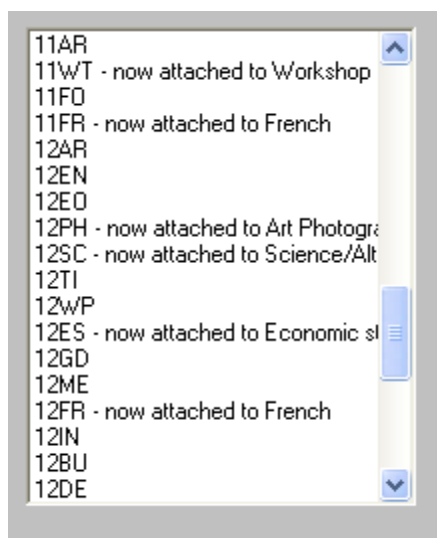 11AR
11WT - now attached to Workshop
11FO
11FR - now attached to French
12AR
12EN
12EO
12PH - now attached to Art Photogra
12SC - now attached to Science/Alt
12TI
12WP
12ES - now attached to Economic st
12GD
12ME
12FR - now attached to French
12IN
12BU
12DE